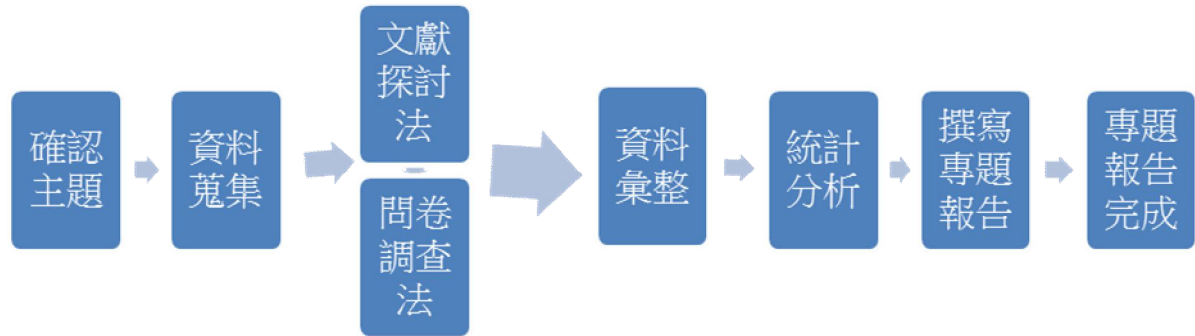 確認
主題
資料
蒐集
文獻
探討
法
問卷
調查
法
資料
彙整
統計
分析
撰寫
專題
報告
專題
報告
完成